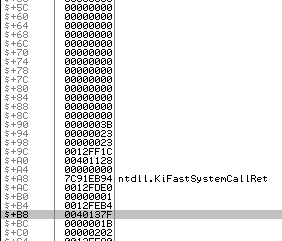 $+5C 00000000
$+60 00000000
$+64 00000000
$+68 00000000
$+6C 00000000
$+70 00000000
$+74 00000000
$+78 00000000
$+7C 00000000
$+80 00000000
$+84 00000000
$+88 00000000
$+8C 00000000
$+90 0000003B
$+94 00000023
$+98 00000023
$+9C 0012FF1C
$+A0 00401128
$+A4 00000000
$+A8 7C91EB94 ntdll.KiFastSystemCallRet
$+AC 0012FDE0
$+B0 00000001
$+B4 0012FEB4
$+B8 0040137F
$+BC 0000001B
$+C0 00000202